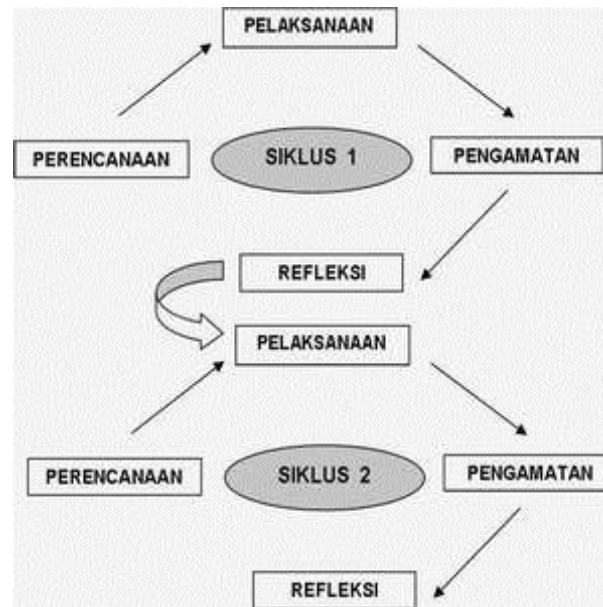 PELAKSANAAN
PERENCANAAN
SIKLUS 1
PENGAMATAN
REFLEKSI
PELAKSANAAN
PERENCANAAN
SIKLUS 2
PENGAMATAN
REFLEKSI